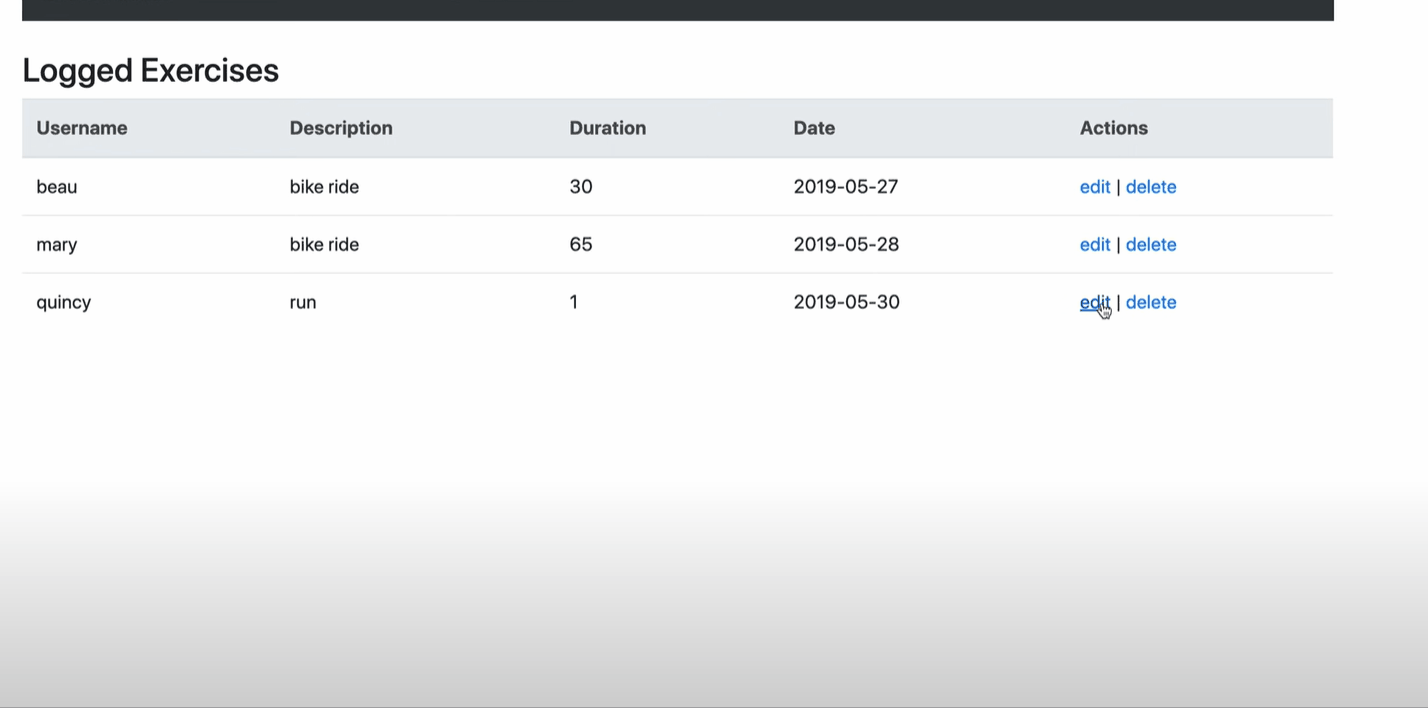 Logged Exercises
Username Description Duration Date Actions
beau bike ride 30 2019-05-27 edit | delete
mary bike ride 65 2019-05-28 edit | delete
quincy run 1 2019-05-30 edit | delete